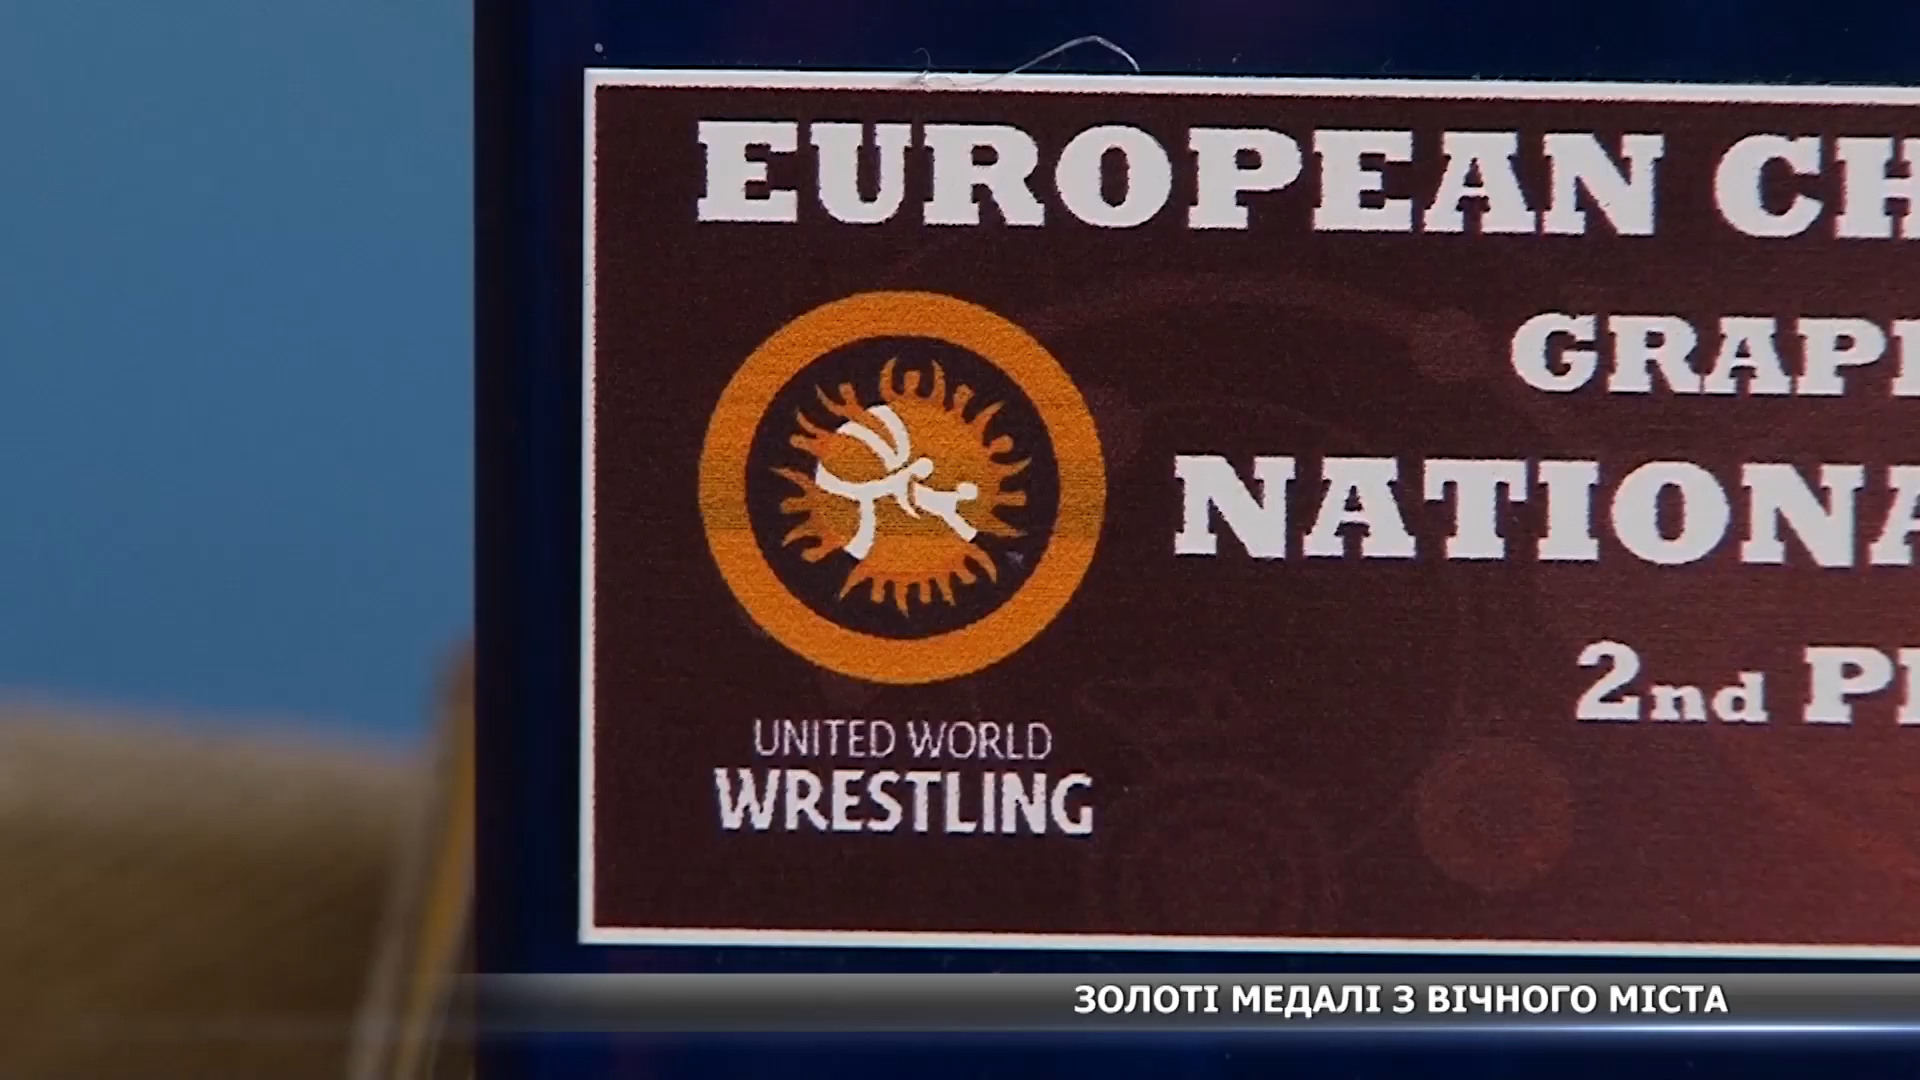 EUROPEAN CH
GRAP
NATIONA
2nd P
UNITED WORLD
WRESTLING
ЗОЛОТІ МЕДАЛІ З ВІЧНОГО МІСТА